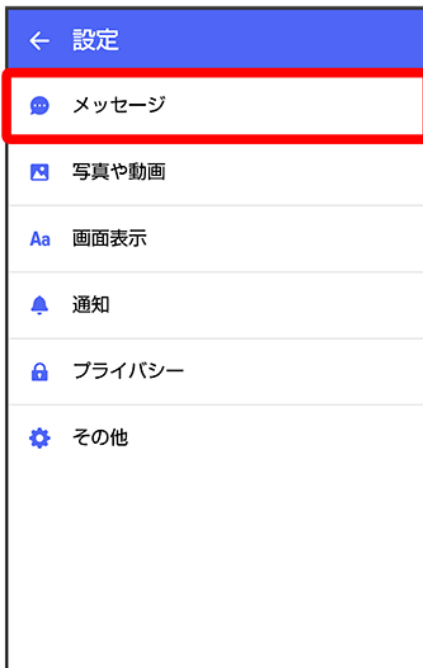 設定
メッセージ
写真や動画
Aa 画面表示
通知
プライバシー
その他